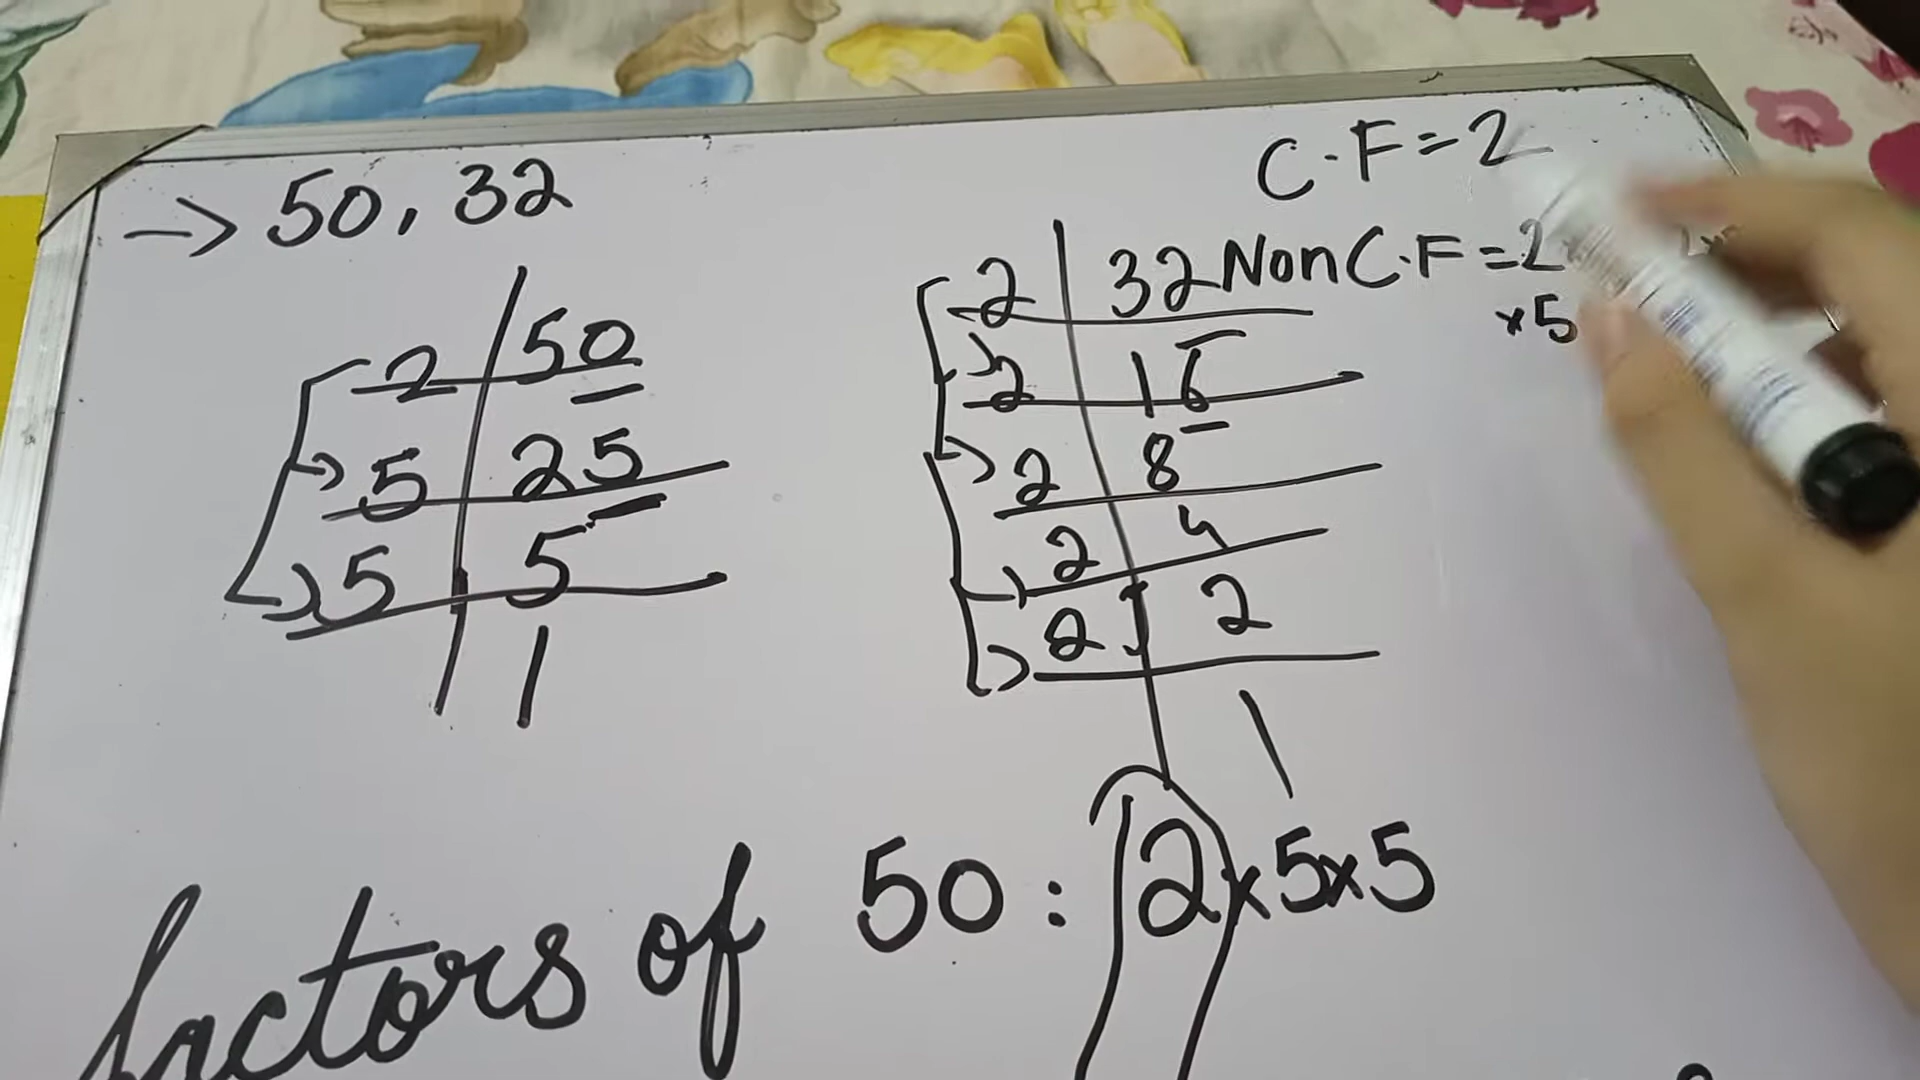 → 50, 32
C.F = 2
Non C.F = 2
×5
2 | 50
5 | 25
5 | 5
1
2 | 32
2 | 16
2 | 8
2 | 4
2 | 2
1
factors of 50 : 2×5×5